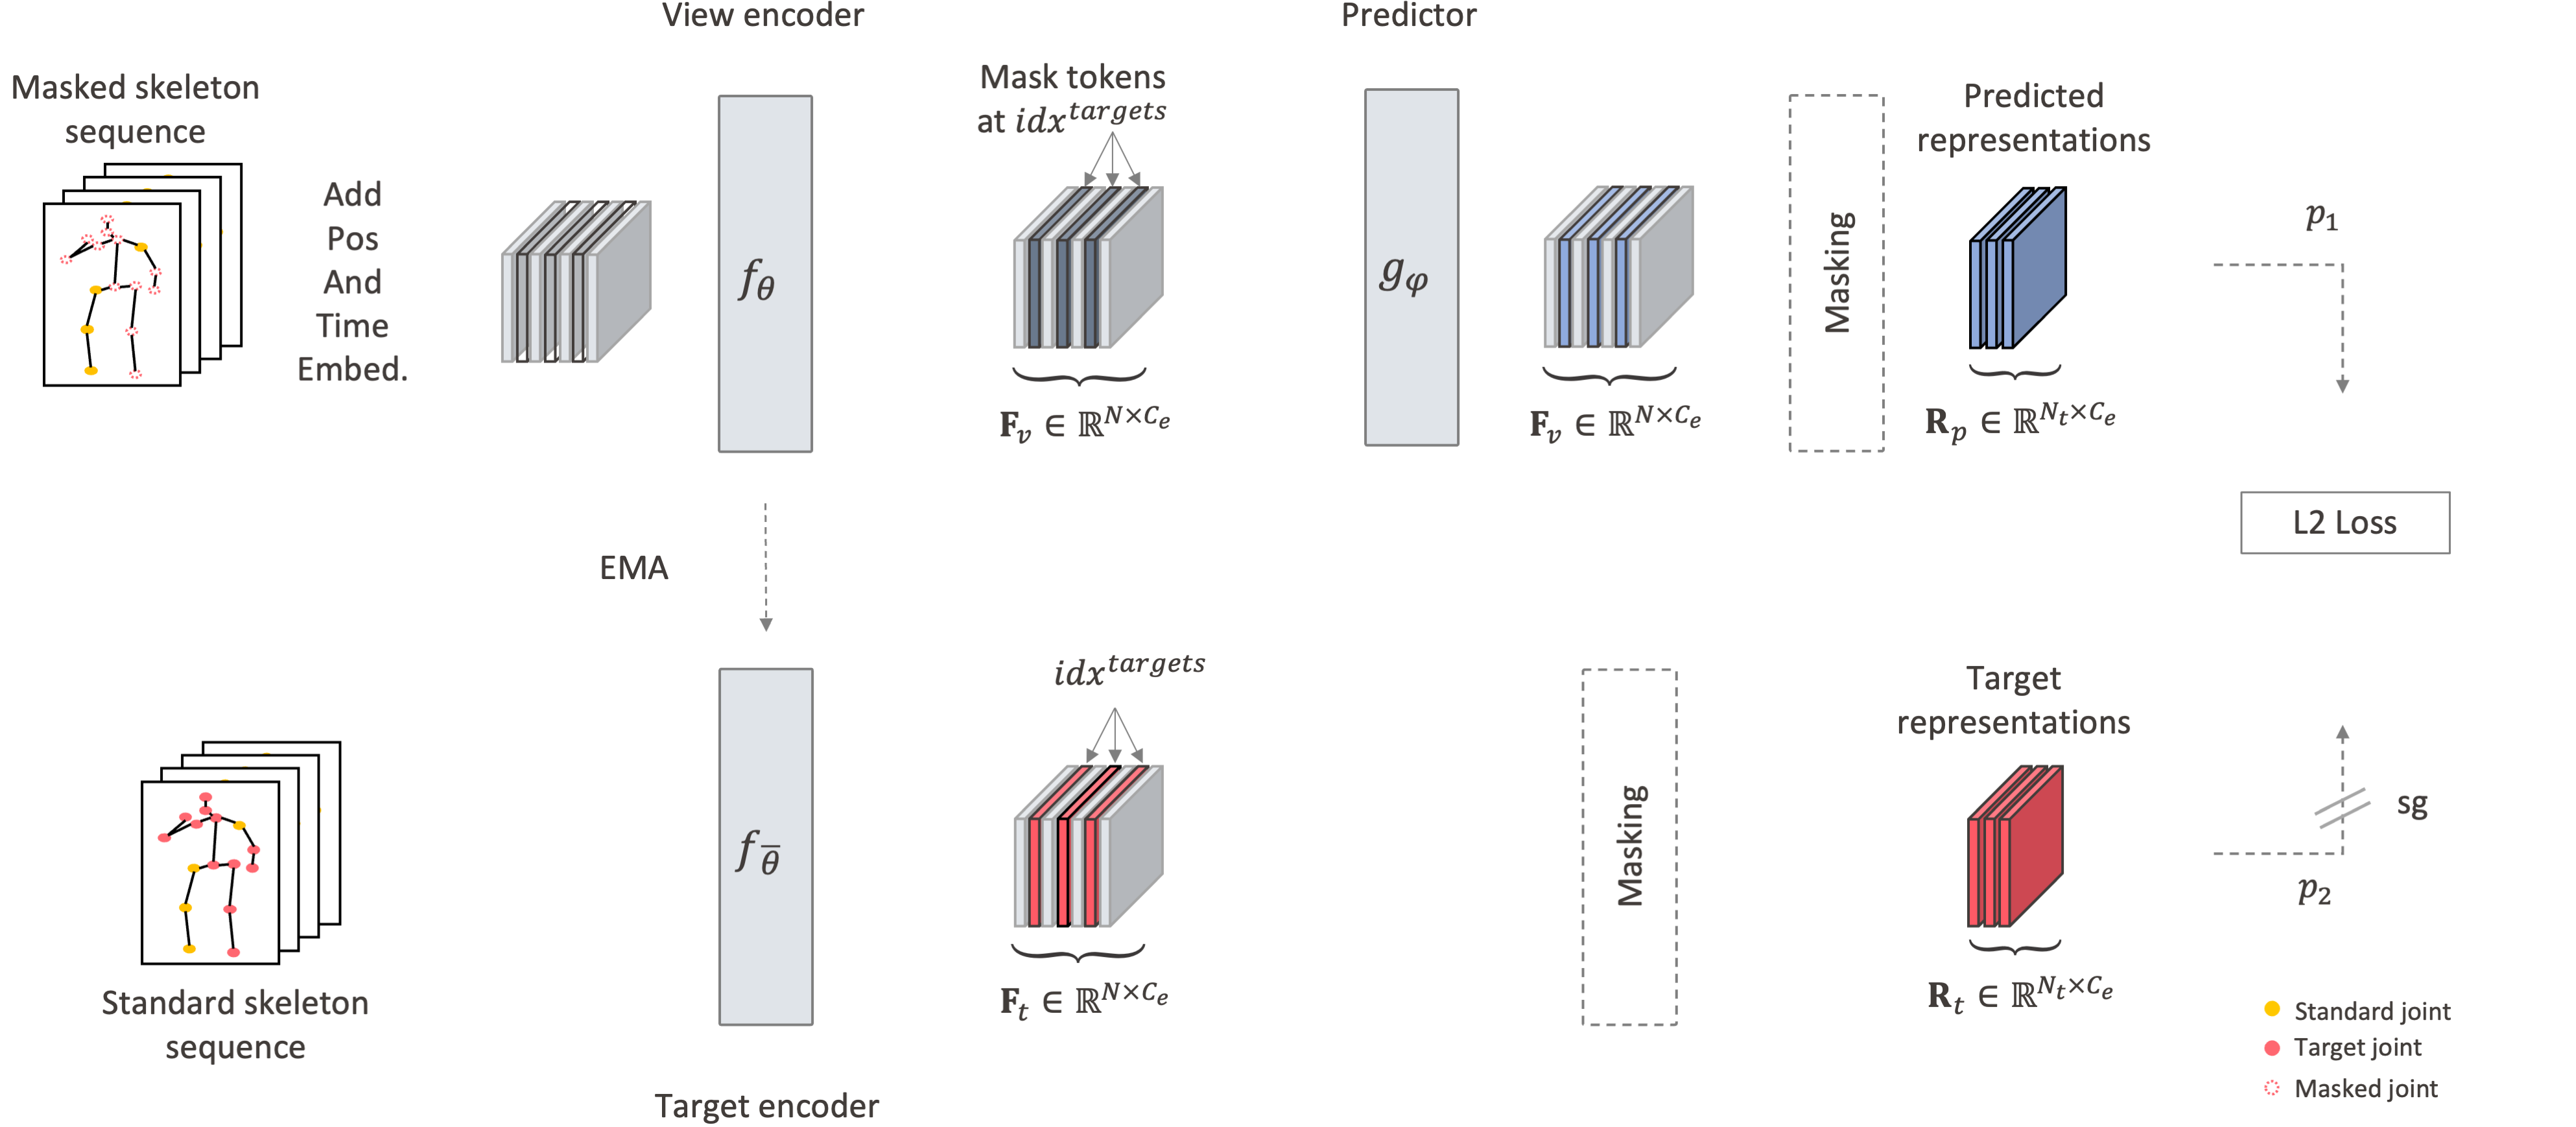 View encoder
Predictor
Masked skeleton
sequence
Add
Pos
And
Time
Embed.
f_θ
Mask tokens
at idx^{targets}
F_v ∈ ℝ^{N×C_e}
g_φ
F_v ∈ ℝ^{N×C_e}
Masking
Predicted
representations
R_p ∈ ℝ^{N_t×C_e}
p_1
L2 Loss
EMA
Standard skeleton
sequence
f_{\bar{θ}}
Target encoder
idx^{targets}
F_t ∈ ℝ^{N×C_e}
Masking
Target
representations
R_t ∈ ℝ^{N_t×C_e}
sg
p_2
Standard joint
Target joint
Masked joint